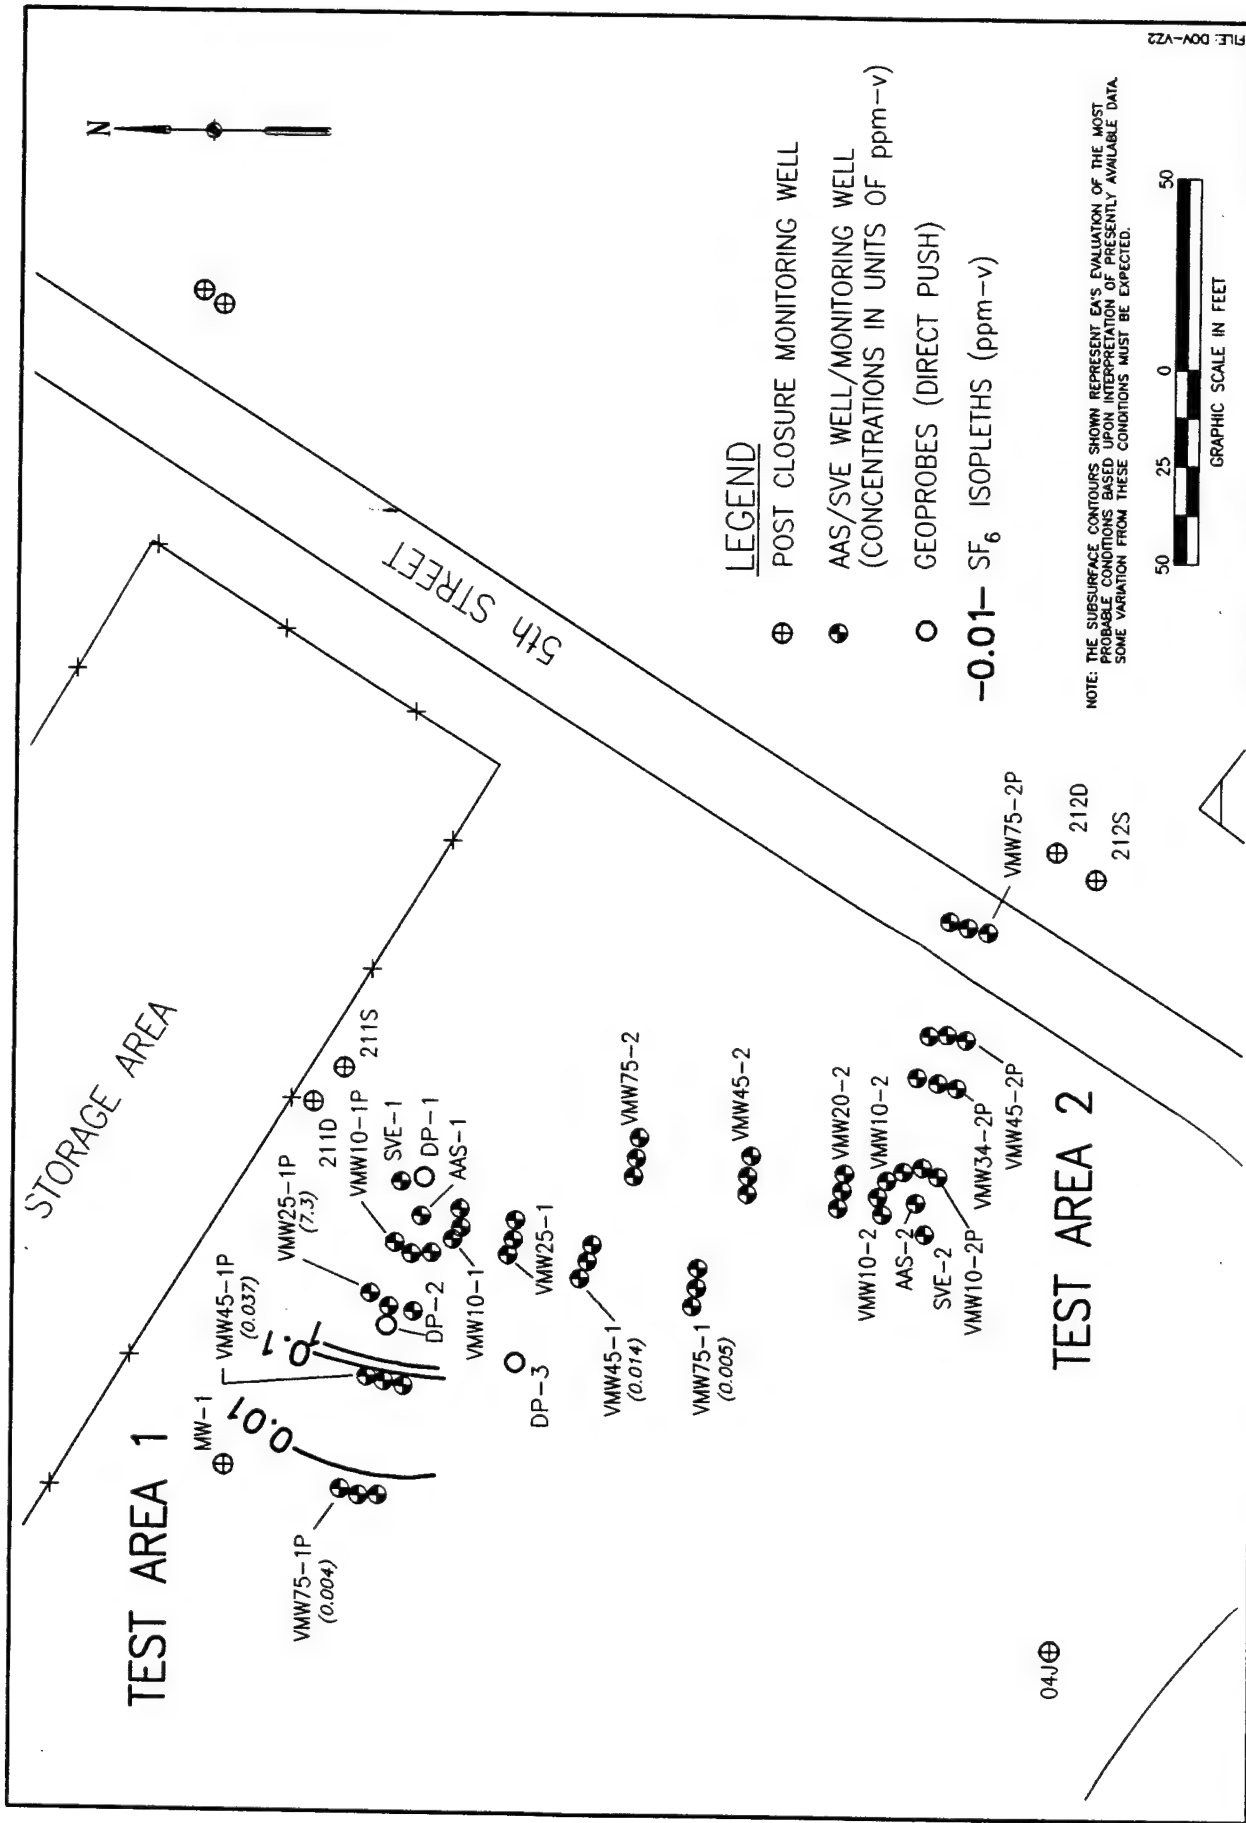 FILE: DOV-VZ2
N
STORAGE AREA
5th STREET
TEST AREA 1
MW-1
VMW75-1P
(0.004)
0.01
VMW45-1P
(0.037)
0.1
1
VMW25-1P
(7.3)
VMW10-1P
211D
211S
SVE-1
DP-1
AAS-1
DP-2
VMW10-1
VMW25-1
DP-3
VMW45-1
(0.014)
VMW75-1
(0.005)
VMW75-2
VMW45-2
VMW20-2
VMW10-2
VMW10-2
AAS-2
SVE-2
VMW10-2P
VMW34-2P
VMW45-2P
VMW75-2P
212D
212S
TEST AREA 2
04J
LEGEND
POST CLOSURE MONITORING WELL
AAS/SVE WELL/MONITORING WELL
(CONCENTRATIONS IN UNITS OF ppm-v)
GEOPROBES (DIRECT PUSH)
-0.01- SF6 ISOPLETHS (ppm-v)
NOTE: THE SUBSURFACE CONTOURS SHOWN REPRESENT EA'S EVALUATION OF THE MOST
PROBABLE CONDITIONS BASED UPON INTERPRETATION OF PRESENTLY AVAILABLE DATA.
SOME VARIATION FROM THESE CONDITIONS MUST BE EXPECTED.
50 25 0 50
GRAPHIC SCALE IN FEET